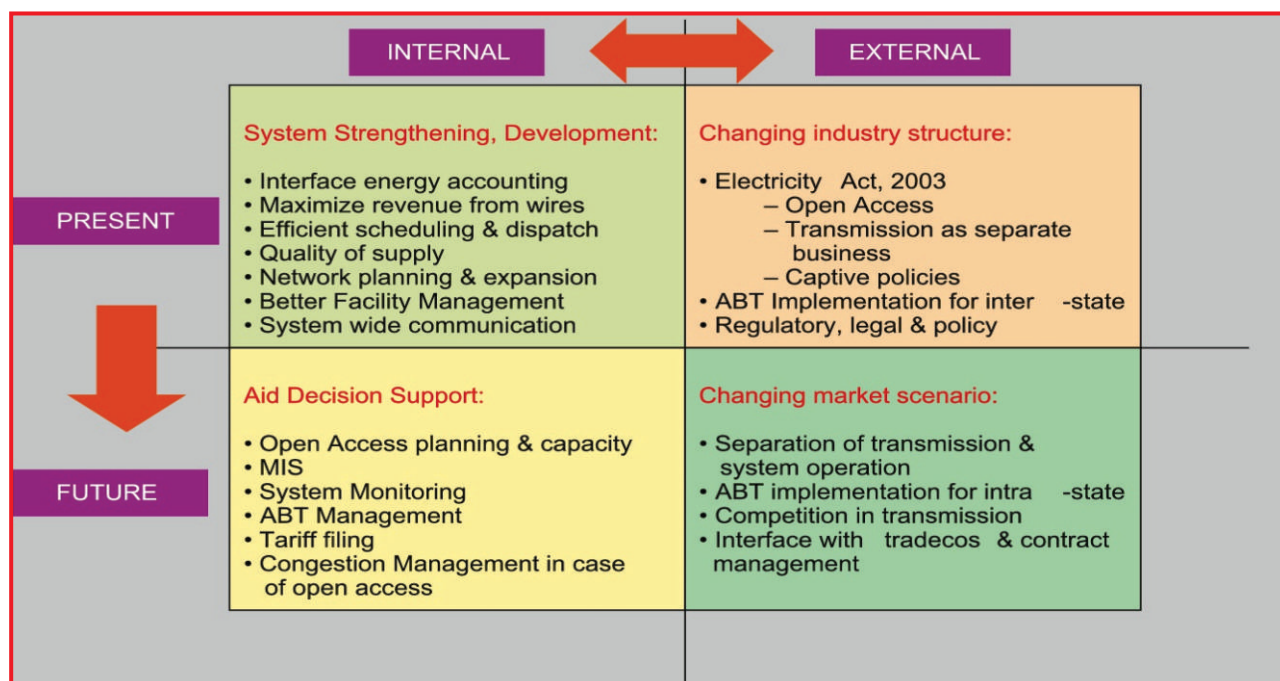 INTERNAL
EXTERNAL
PRESENT
System Strengthening, Development:
• Interface energy accounting
• Maximize revenue from wires
• Efficient scheduling & dispatch
• Quality of supply
• Network planning & expansion
• Better Facility Management
• System wide communication
Changing industry structure:
• Electricity Act, 2003
– Open Access
– Transmission as separate
business
– Captive policies
• ABT Implementation for inter -state
• Regulatory, legal & policy
FUTURE
Aid Decision Support:
• Open Access planning & capacity
• MIS
• System Monitoring
• ABT Management
• Tariff filing
• Congestion Management in case
of open access
Changing market scenario:
• Separation of transmission &
system operation
• ABT implementation for intra -state
• Competition in transmission
• Interface with tradecos & contract
management